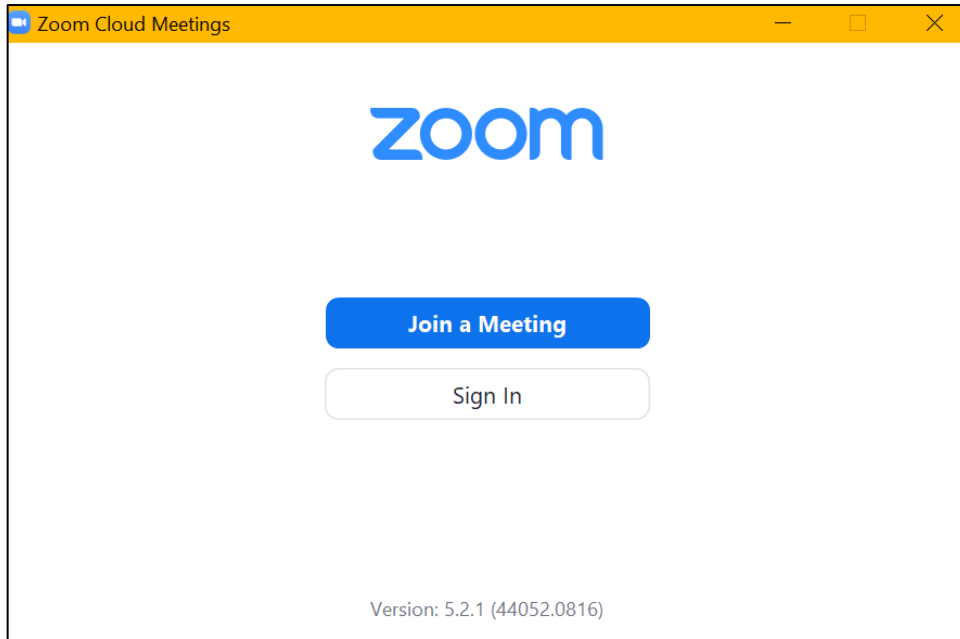 Zoom Cloud Meetings
zoom
Join a Meeting
Sign In
Version: 5.2.1 (44052.0816)